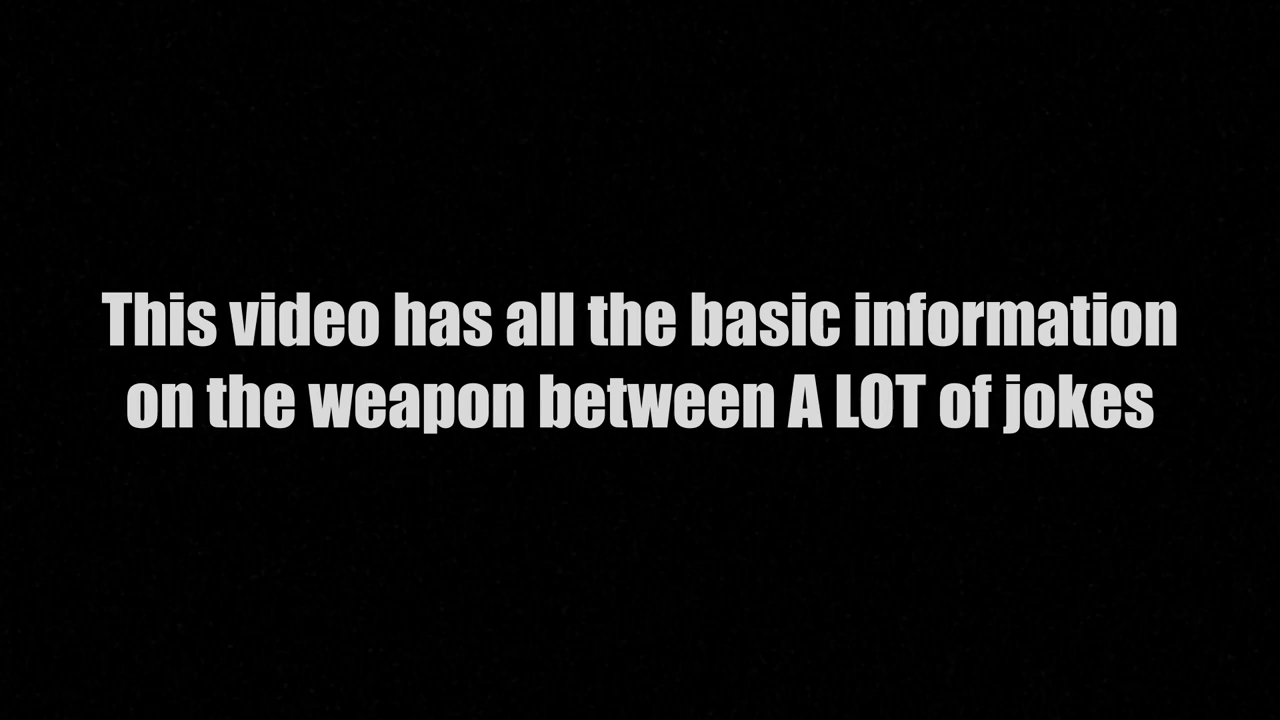 This video has all the basic information
on the weapon between A LOT of jokes